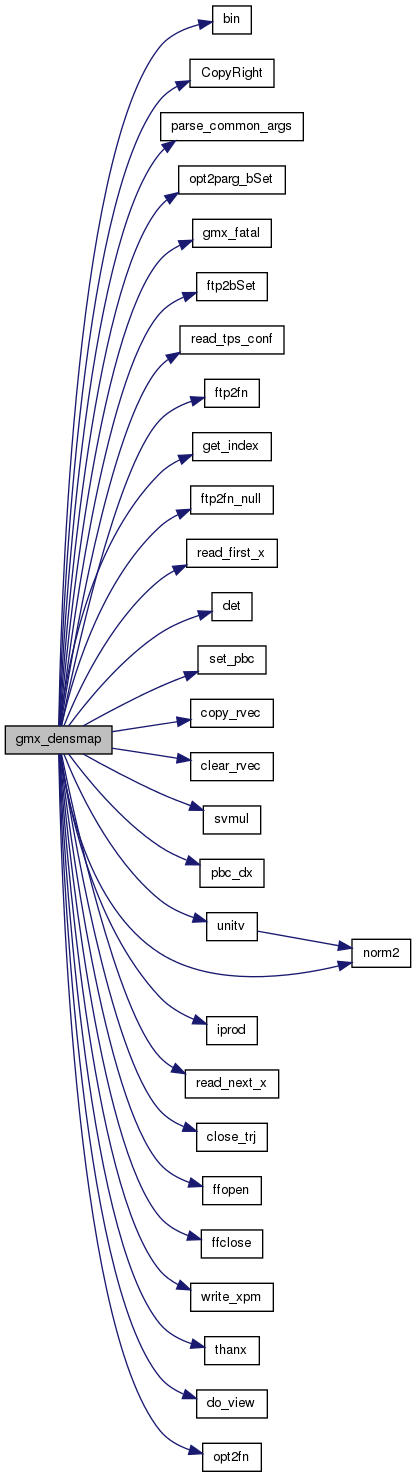 bin
CopyRight
parse_common_args
opt2parg_bSet
gmx_fatal
ftp2bSet
read_tps_conf
ftp2fn
get_index
ftp2fn_null
read_first_x
det
set_pbc
copy_rvec
gmx_densmap
clear_rvec
svmul
pbc_dx
unitv
norm2
iprod
read_next_x
close_trj
ffopen
ffclose
write_xpm
thanx
do_view
opt2fn